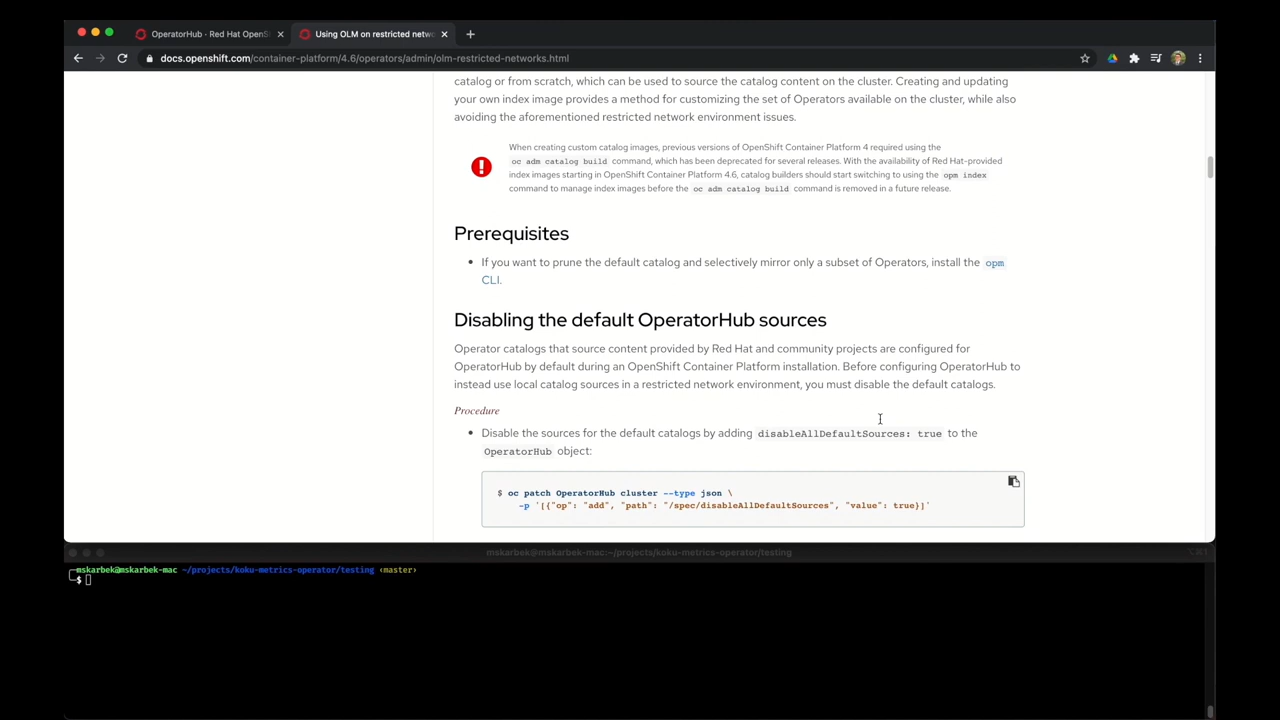 OperatorHub · Red Hat OpenSh
Using OLM on restricted netwo
docs.openshift.com/container-platform/4.6/operators/admin/olm-restricted-networks.html
catalog or from scratch, which can be used to source the catalog content on the cluster. Creating and updating
your own index image provides a method for customizing the set of Operators available on the cluster, while also
avoiding the aforementioned restricted network environment issues.
When creating custom catalog images, previous versions of OpenShift Container Platform 4 required using the
oc adm catalog build command, which has been deprecated for several releases. With the availability of Red Hat-provided
index images starting in OpenShift Container Platform 4.6, catalog builders should start switching to using the opm index
command to manage index images before the oc adm catalog build command is removed in a future release.
Prerequisites
If you want to prune the default catalog and selectively mirror only a subset of Operators, install the opm
CLI.
Disabling the default OperatorHub sources
Operator catalogs that source content provided by Red Hat and community projects are configured for
OperatorHub by default during an OpenShift Container Platform installation. Before configuring OperatorHub to
instead use local catalog sources in a restricted network environment, you must disable the default catalogs.
Procedure
Disable the sources for the default catalogs by adding disableAllDefaultSources: true to the
OperatorHub object:
$ oc patch OperatorHub cluster --type json \
-p '[{"op": "add", "path": "/spec/disableAllDefaultSources", "value": true}]'
mskarbek@mskarbek-mac:~/projects/koku-metrics-operator/testing
mskarbek@mskarbek-mac ~/projects/koku-metrics-operator/testing ‹master›
$